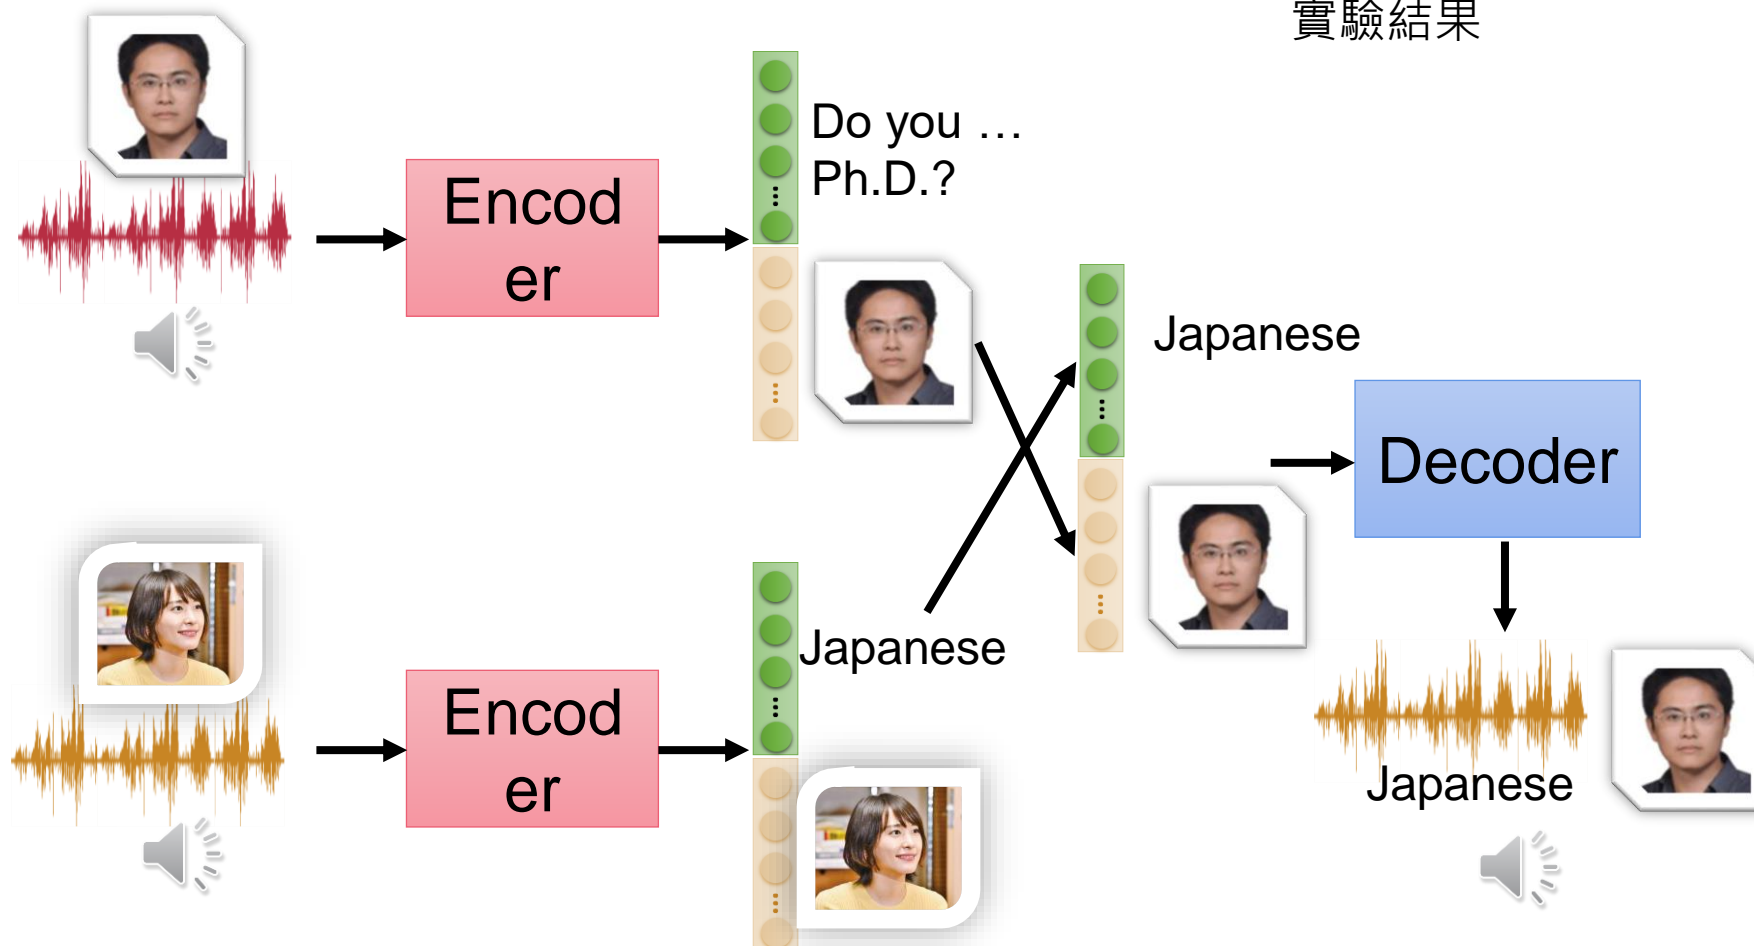 實驗結果
Do you …
Ph.D.?
Encod
er
Japanese
Decoder
Japanese
Encod
er
Japanese